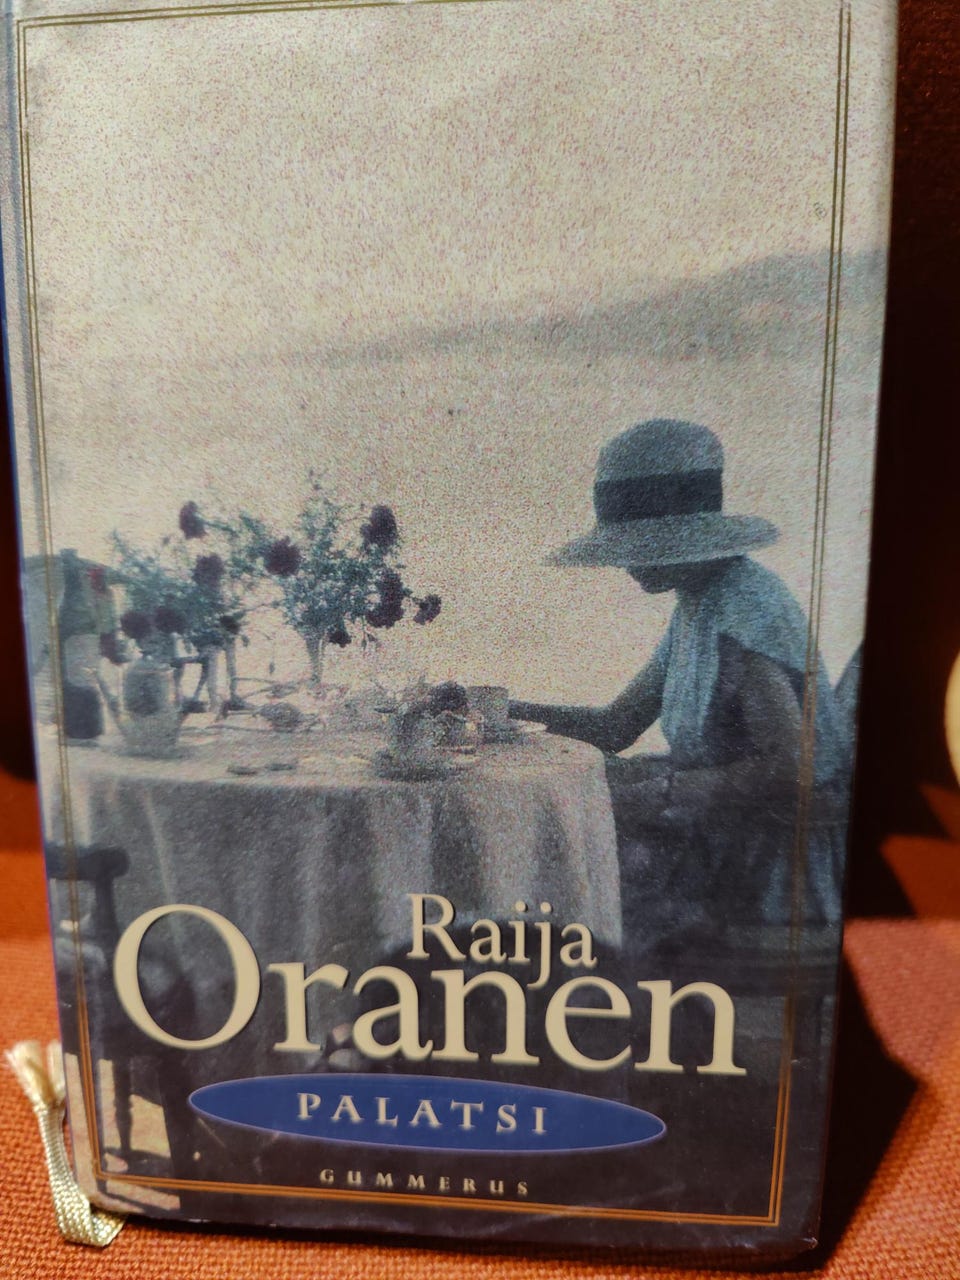 Raija
Oranen
PALATSI
GUMMERUS